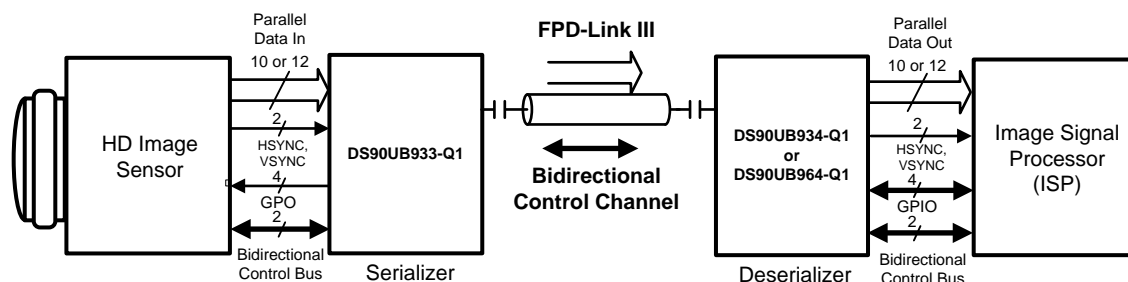 Parallel
Data In
10 or 12
2
HSYNC,
VSYNC
4
GPO
2
Bidirectional
Control Bus
HD Image
Sensor
DS90UB933-Q1
Serializer
FPD-Link III
Bidirectional
Control Channel
DS90UB934-Q1
or
DS90UB964-Q1
Deserializer
Parallel
Data Out
10 or 12
2
HSYNC,
VSYNC
4
GPIO
2
Bidirectional
Control Bus
Image Signal
Processor
(ISP)